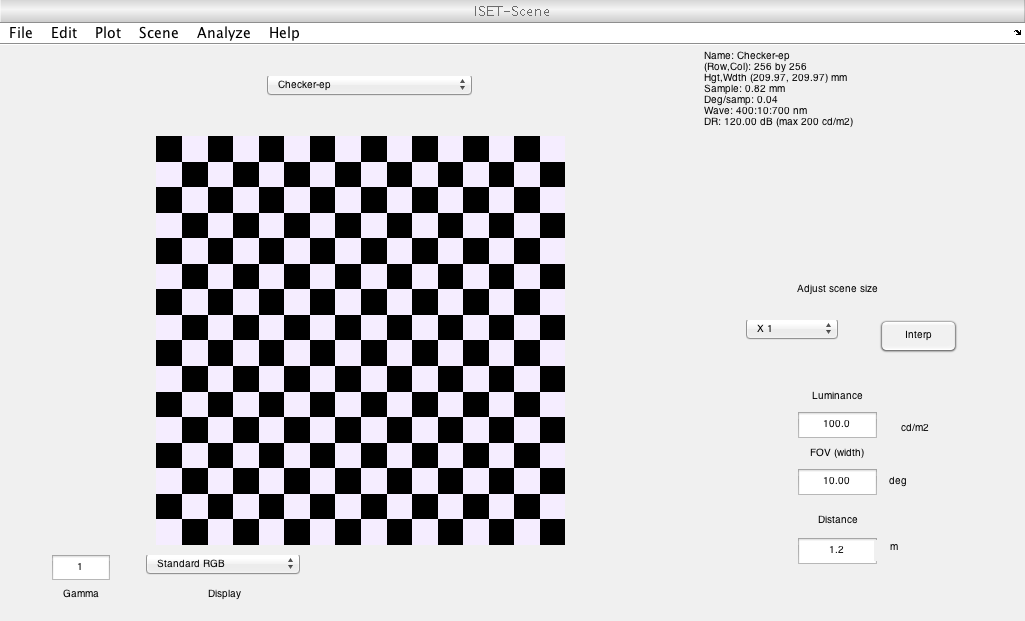 ISET-Scene
File Edit Plot Scene Analyze Help
Name: Checker-ep
(Row,Col): 256 by 256
Hgt,Wdth (209.97, 209.97) mm
Sample: 0.82 mm
Deg/samp: 0.04
Wave: 400:10:700 nm
DR: 120.00 dB (max 200 cd/m2)
Checker-ep
Adjust scene size
X 1
Interp
Luminance
100.0 cd/m2
FOV (width)
10.00 deg
Distance
1.2 m
1
Standard RGB
Gamma
Display